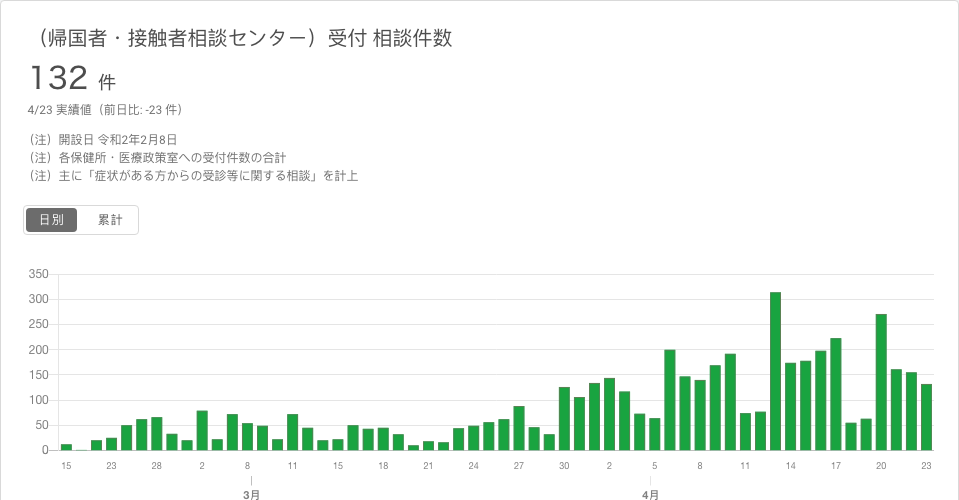 （帰国者・接触者相談センター）受付 相談件数
132 件
4/23 実績値（前日比: -23 件）
（注）開設日 令和2年2月8日
（注）各保健所・医療政策室への受付件数の合計
（注）主に「症状がある方からの受診等に関する相談」を計上
日別 累計
350
300
250
200
150
100
50
0
15 23 28 2 8 11 15 18 21 24 27 30 2 5 8 11 14 17 20 23
3月 4月